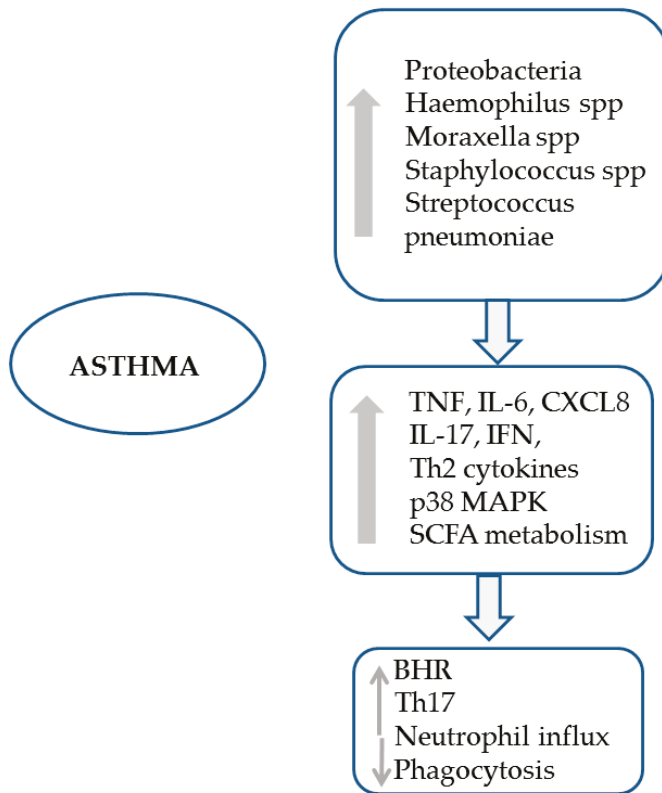 Proteobacteria
Haemophilus spp
Moraxella spp
Staphylococcus spp
Streptococcus
pneumoniae
ASTHMA
TNF, IL-6, CXCL8
IL-17, IFN,
Th2 cytokines
p38 MAPK
SCFA metabolism
BHR
Th17
Neutrophil influx
Phagocytosis